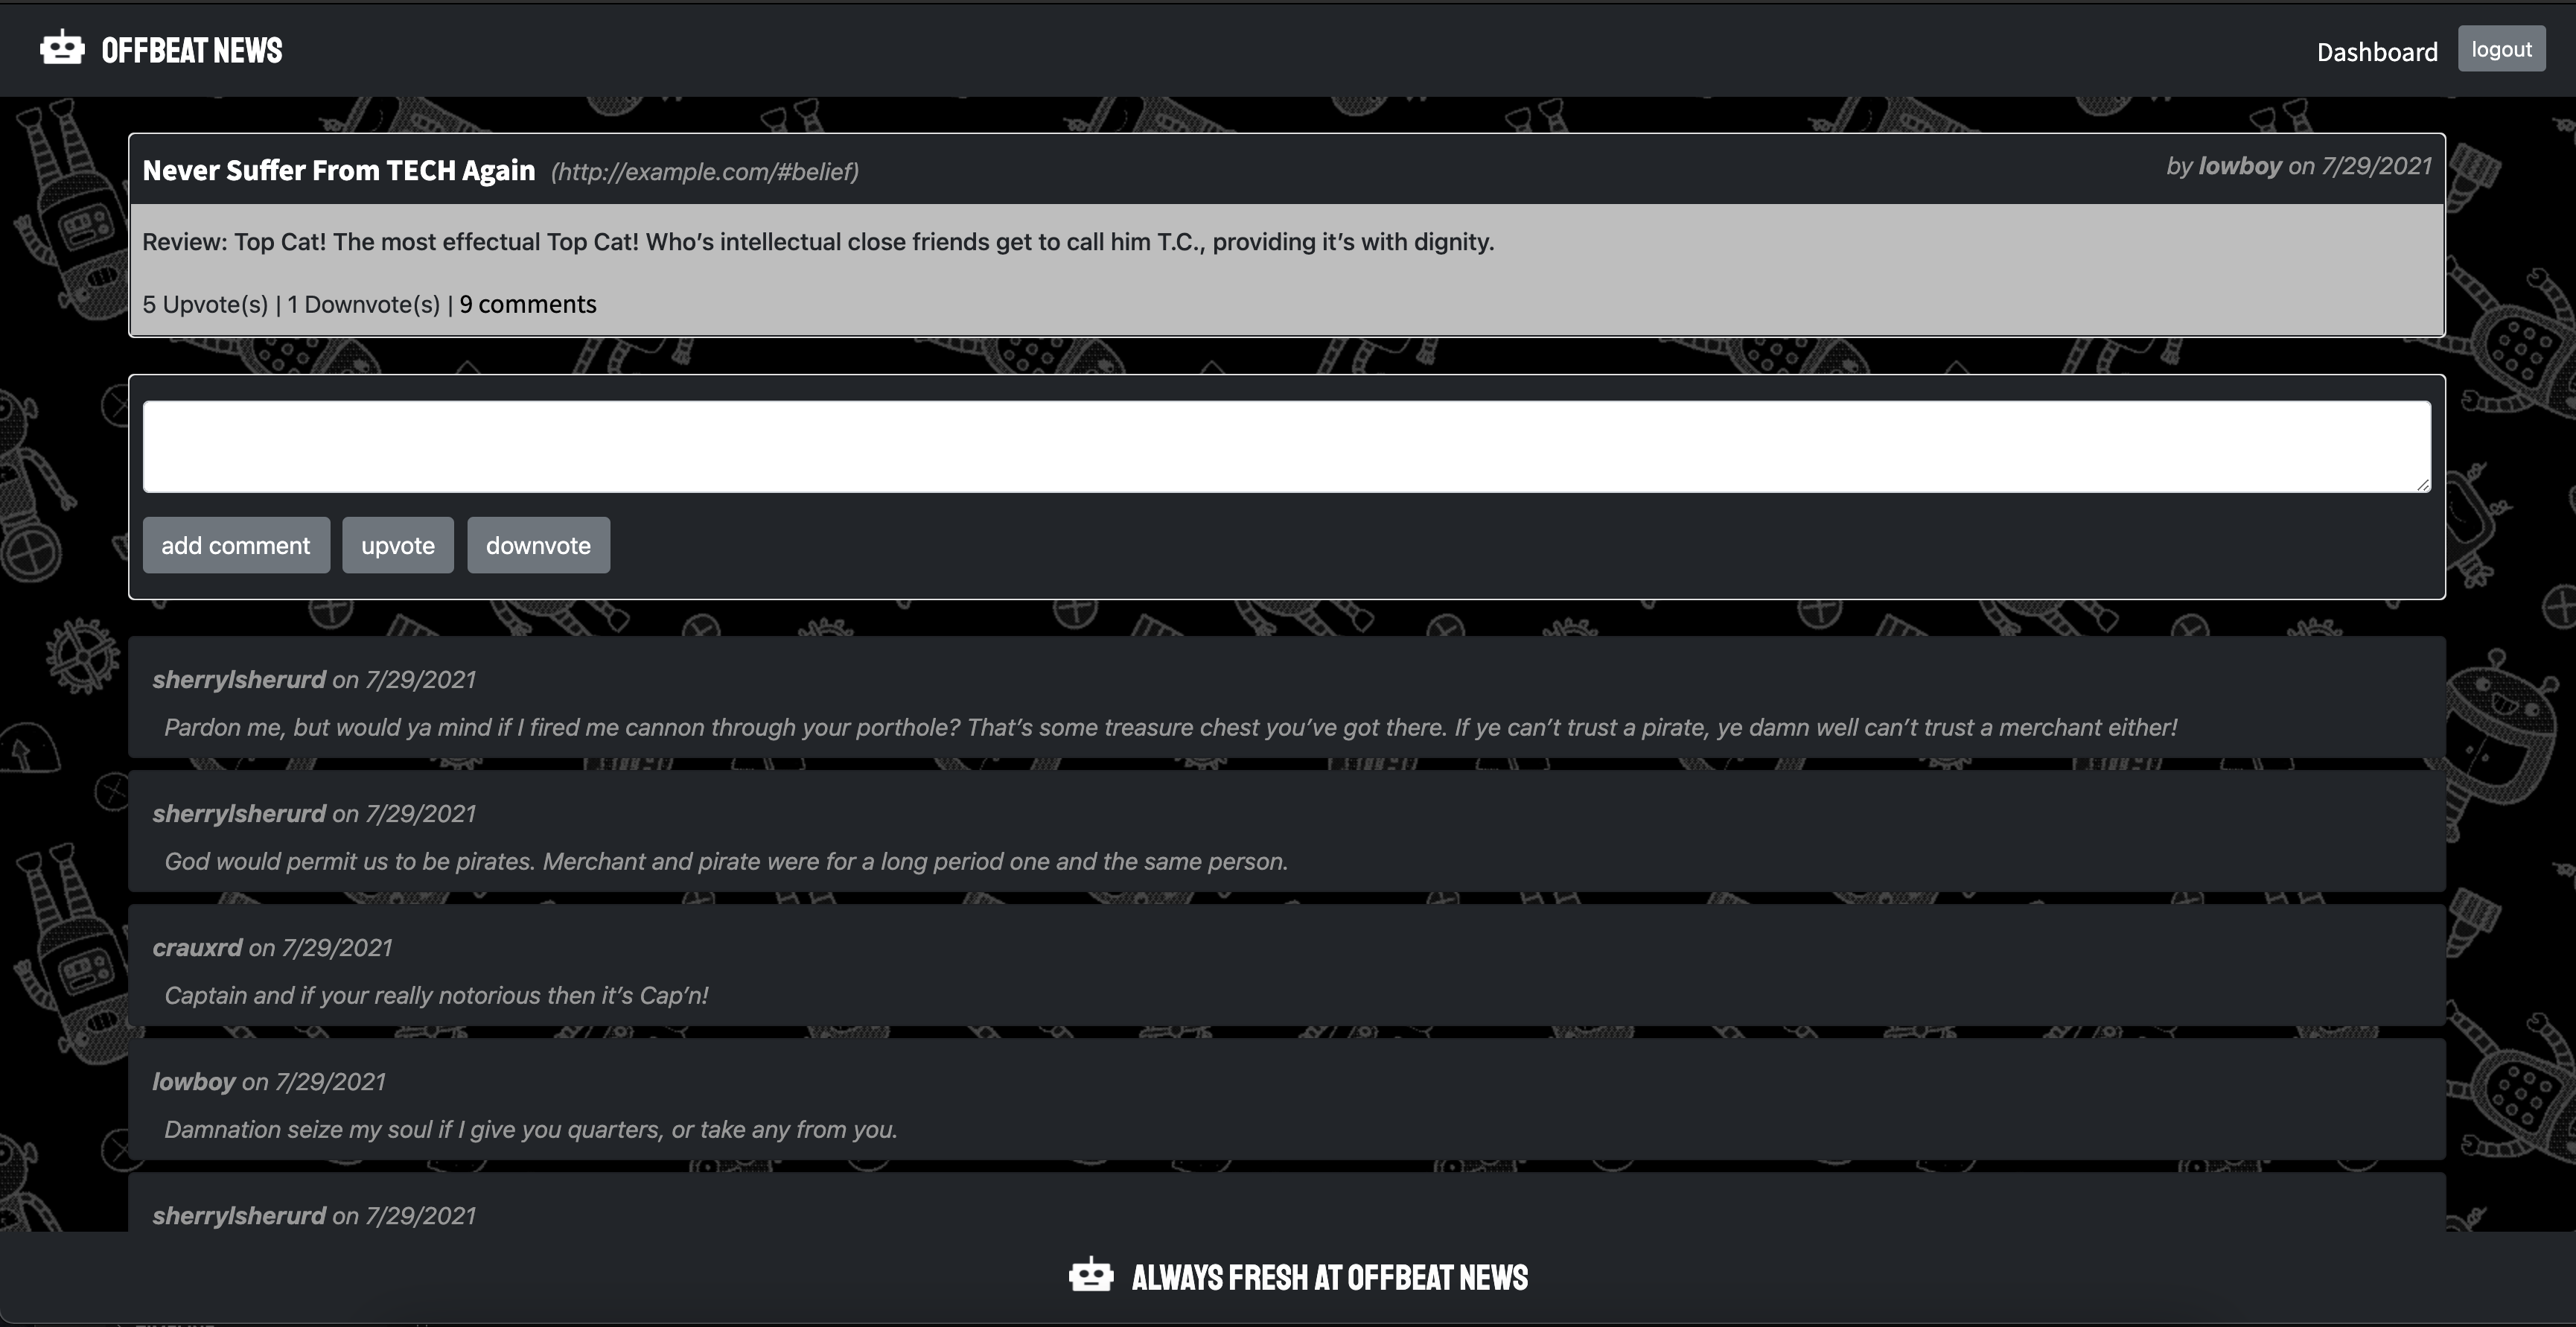 OFFBEAT NEWS
Dashboard
logout
Never Suffer From TECH Again (http://example.com/#belief)
by lowboy on 7/29/2021
Review: Top Cat! The most effectual Top Cat! Who’s intellectual close friends get to call him T.C., providing it’s with dignity.
5 Upvote(s) | 1 Downvote(s) | 9 comments
add comment
upvote
downvote
sherrylsherurd on 7/29/2021
Pardon me, but would ya mind if I fired me cannon through your porthole? That’s some treasure chest you’ve got there. If ye can’t trust a pirate, ye damn well can’t trust a merchant either!
sherrylsherurd on 7/29/2021
God would permit us to be pirates. Merchant and pirate were for a long period one and the same person.
crauxrd on 7/29/2021
Captain and if your really notorious then it’s Cap’n!
lowboy on 7/29/2021
Damnation seize my soul if I give you quarters, or take any from you.
sherrylsherurd on 7/29/2021
ALWAYS FRESH AT OFFBEAT NEWS